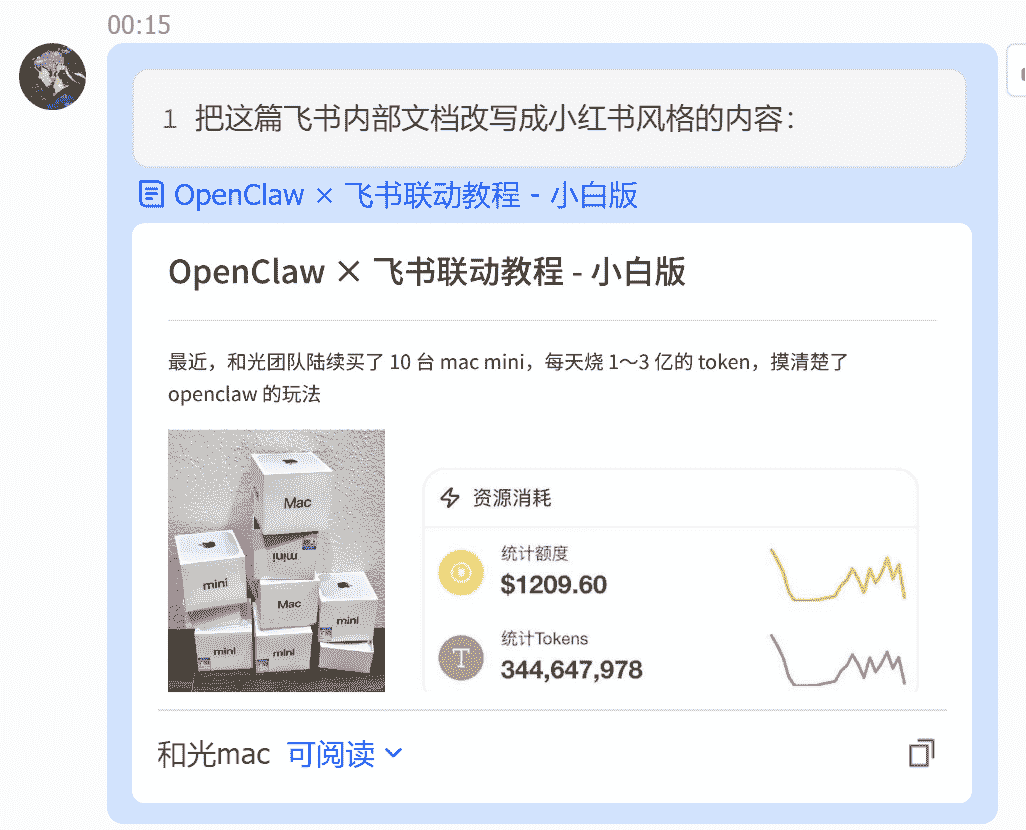 00:15
1 把这篇飞书内部文档改写成小红书风格的内容：
OpenClaw × 飞书联动教程 - 小白版
OpenClaw × 飞书联动教程 - 小白版
最近，和光团队陆续买了 10 台 mac mini，每天烧 1～3 亿的 token，摸清楚了
openclaw 的玩法
Mac
mini
mini
Mac
mini
mini
mini
资源消耗
统计额度
$1209.60
统计Tokens
T
344,647,978
和光mac 可阅读